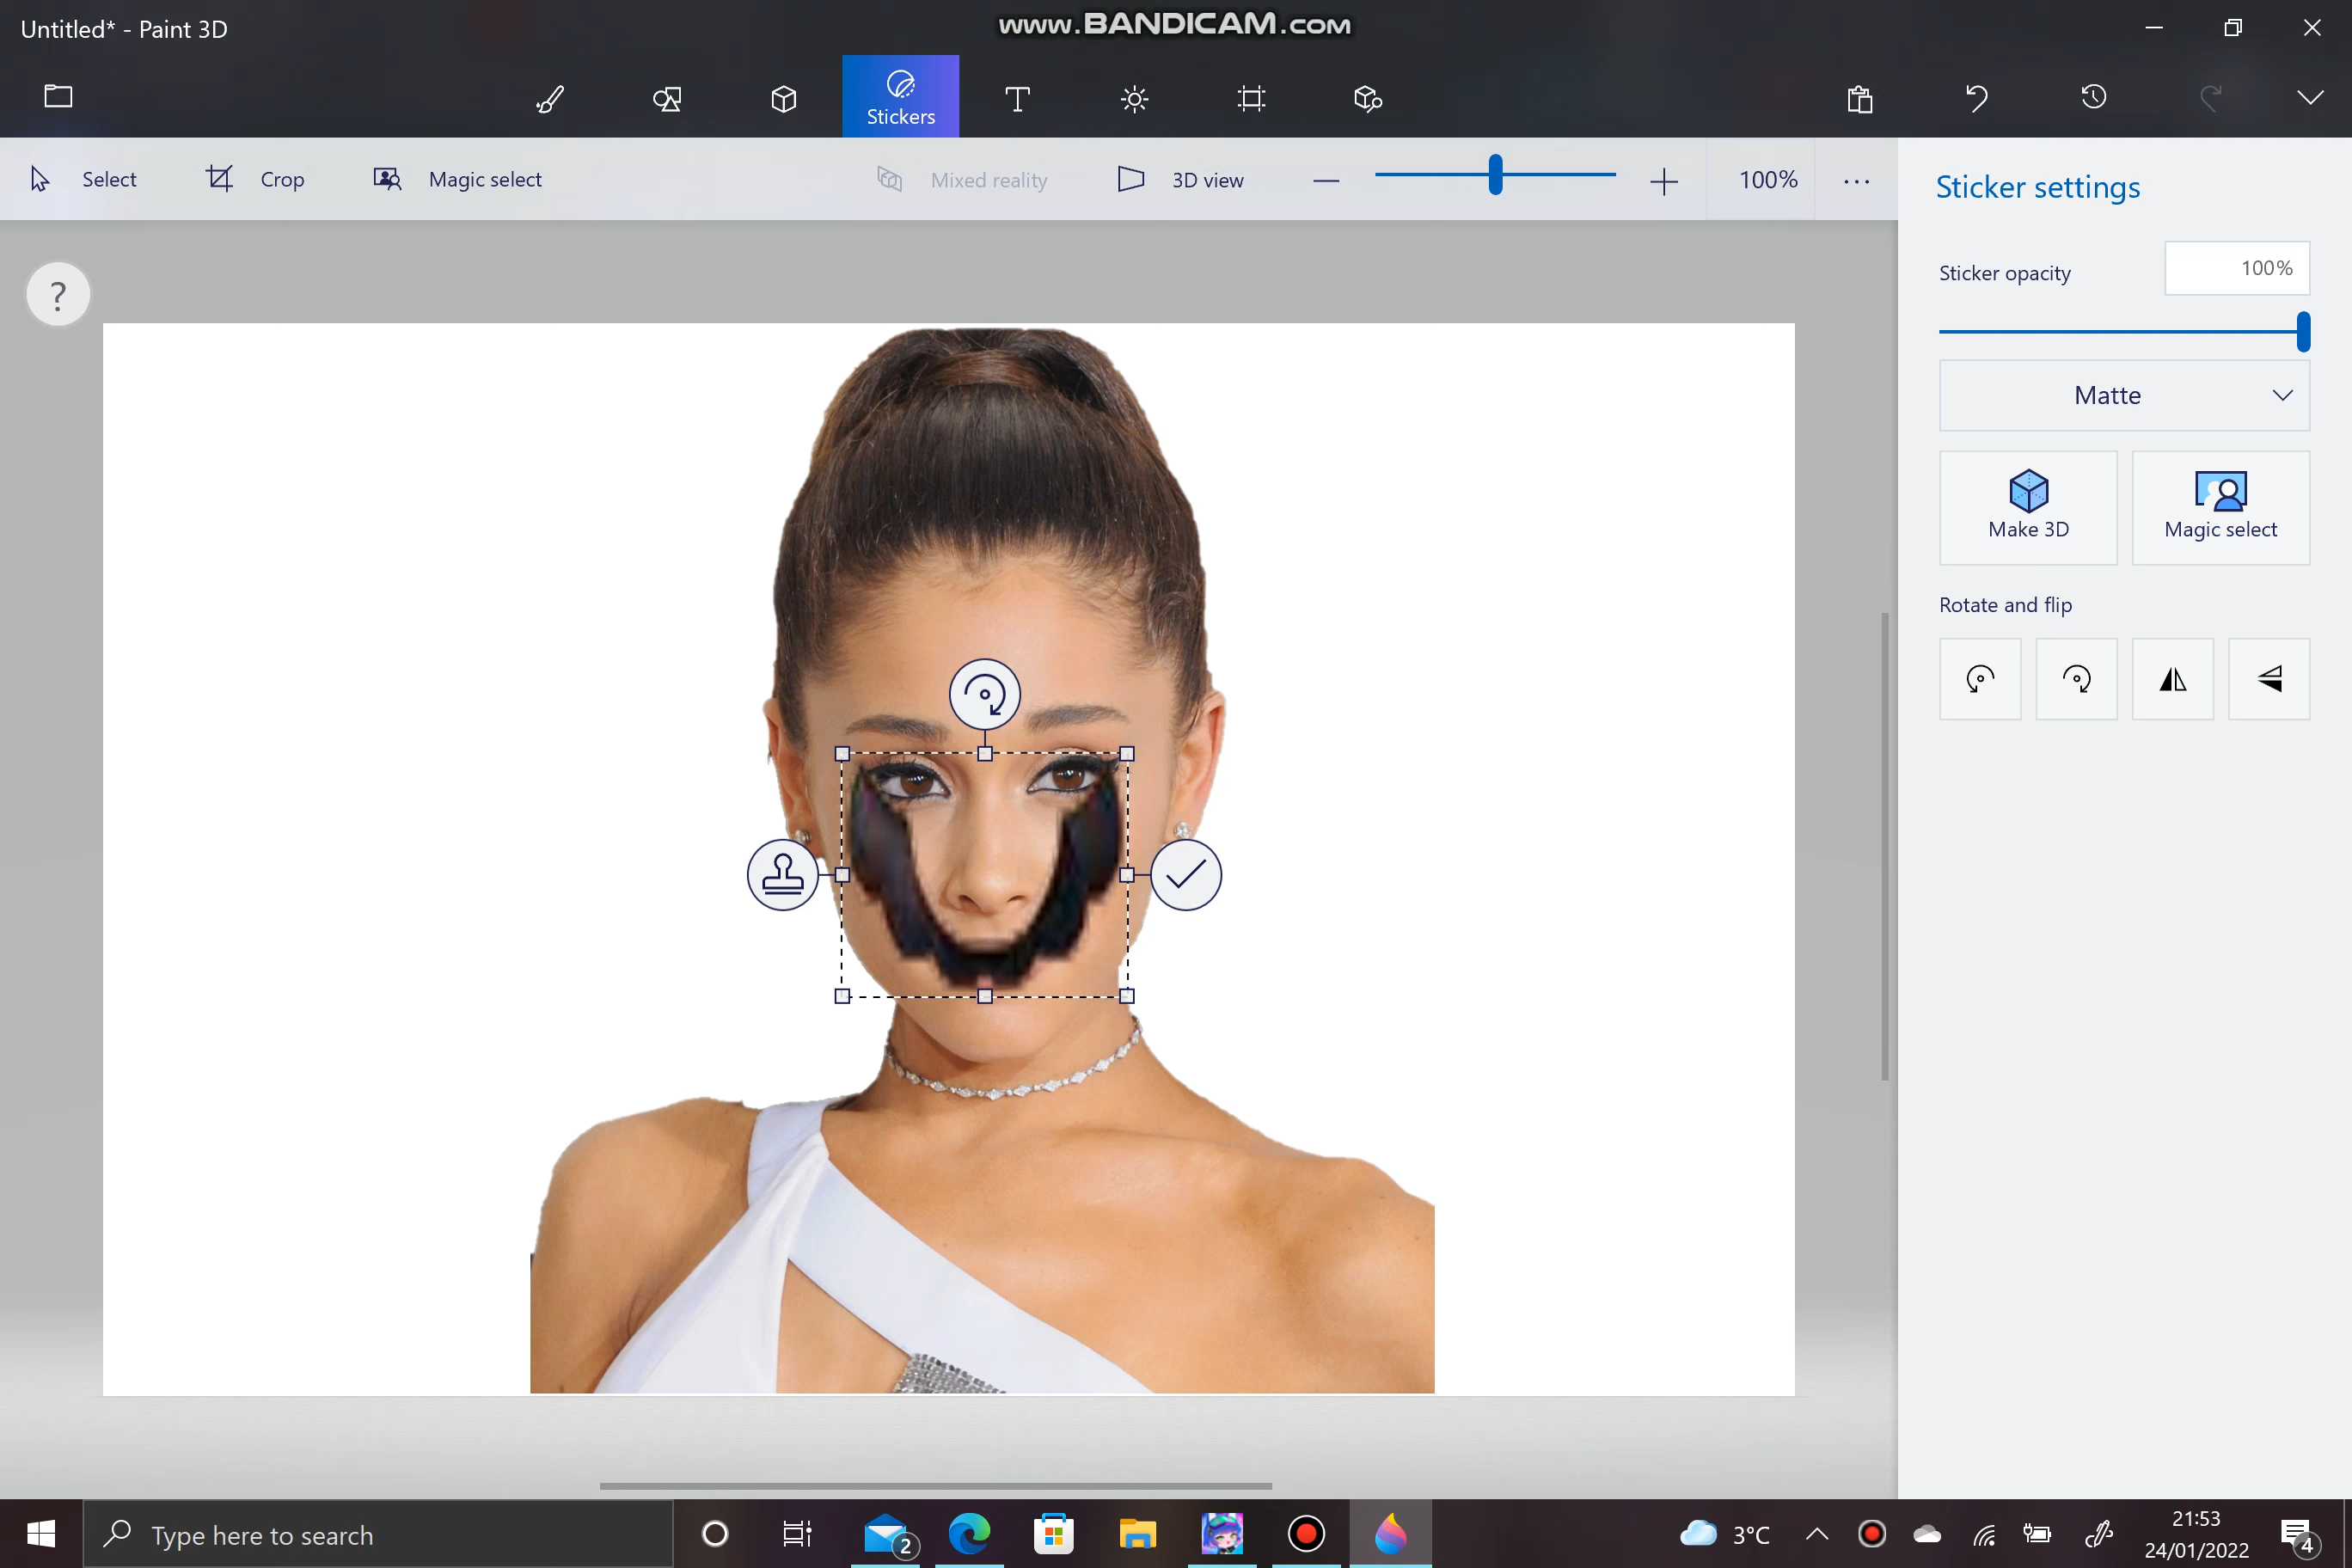 Untitled* - Paint 3D
www.BANDICAM.com
Stickers
Select
Crop
Magic select
Mixed reality
3D view
100%
Sticker settings
?
Sticker opacity
100%
Matte
Make 3D
Magic select
Rotate and flip
Type here to search
2
3°C
21:53
24/01/2022
4